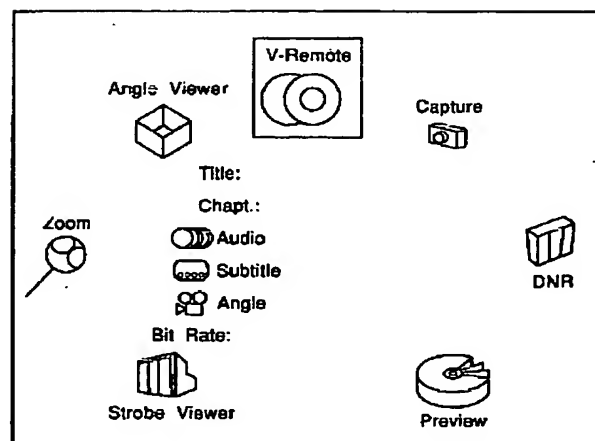 V-Remote
Angle Viewer
Capture
Title:
Chapt.:
Zoom
Audio
Subtitle
DNR
Angle
Bit Rate:
Strobe Viewer
Preview